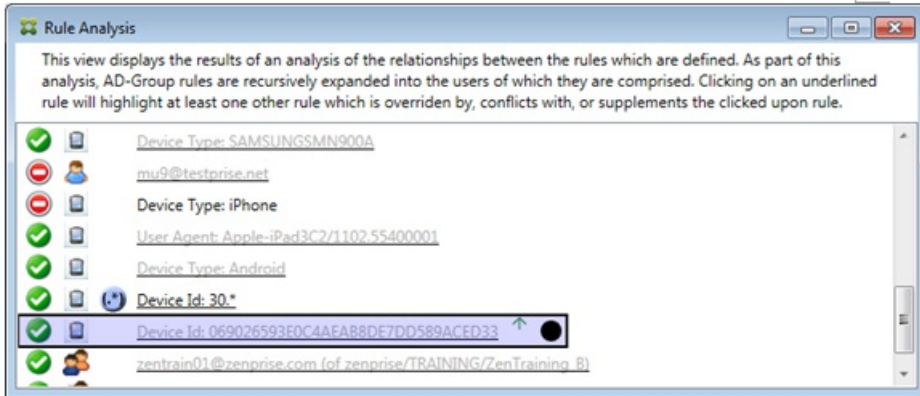 Rule Analysis
This view displays the results of an analysis of the relationships between the rules which are defined. As part of this
analysis, AD-Group rules are recursively expanded into the users of which they are comprised. Clicking on an underlined
rule will highlight at least one other rule which is overriden by, conflicts with, or supplements the clicked upon rule.
Device Type: SAMSUNGSMN900A
mu9@testprise.net
Device Type: iPhone
User Agent: Apple-iPad3C2/1102.55400001
Device Type: Android
(.*) Device Id: 30.*
Device Id: 069026593E0C4AEAB8DE7DD589ACED33
zentrain01@zenprise.com (of zenprise/TRAINING/ZenTraining_B)